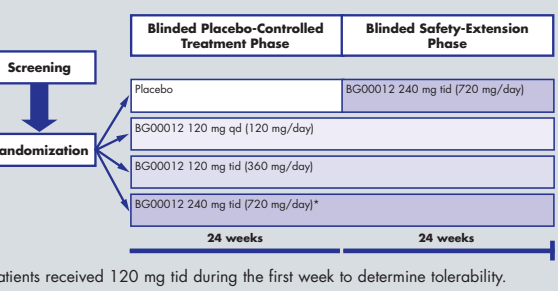 Blinded Placebo-Controlled
Treatment Phase
Blinded Safety-Extension
Phase
Screening
Placebo
BG00012 240 mg tid (720 mg/day)
BG00012 120 mg qd (120 mg/day)
andomization
BG00012 120 mg tid (360 mg/day)
BG00012 240 mg tid (720 mg/day)*
24 weeks
24 weeks
atients received 120 mg tid during the first week to determine tolerability.